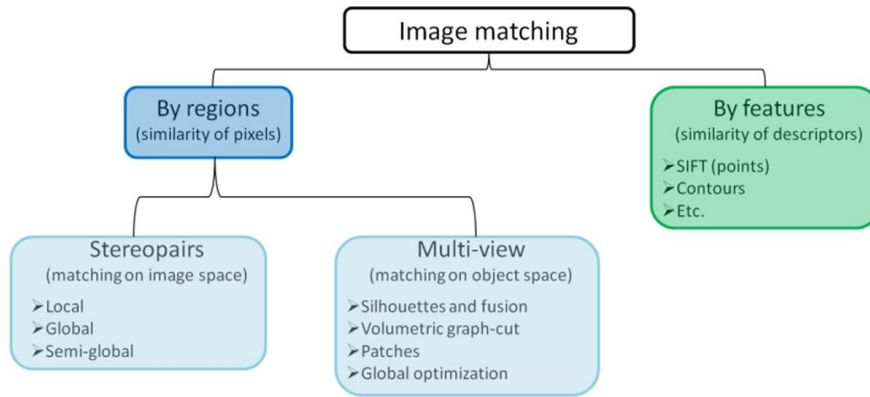 Image matching
By regions
(similarity of pixels)
By features
(similarity of descriptors)
➢SIFT (points)
➢Contours
➢Etc.
Stereopairs
(matching on image space)
➢Local
➢Global
➢Semi-global
Multi-view
(matching on object space)
➢Silhouettes and fusion
➢Volumetric graph-cut
➢Patches
➢Global optimization